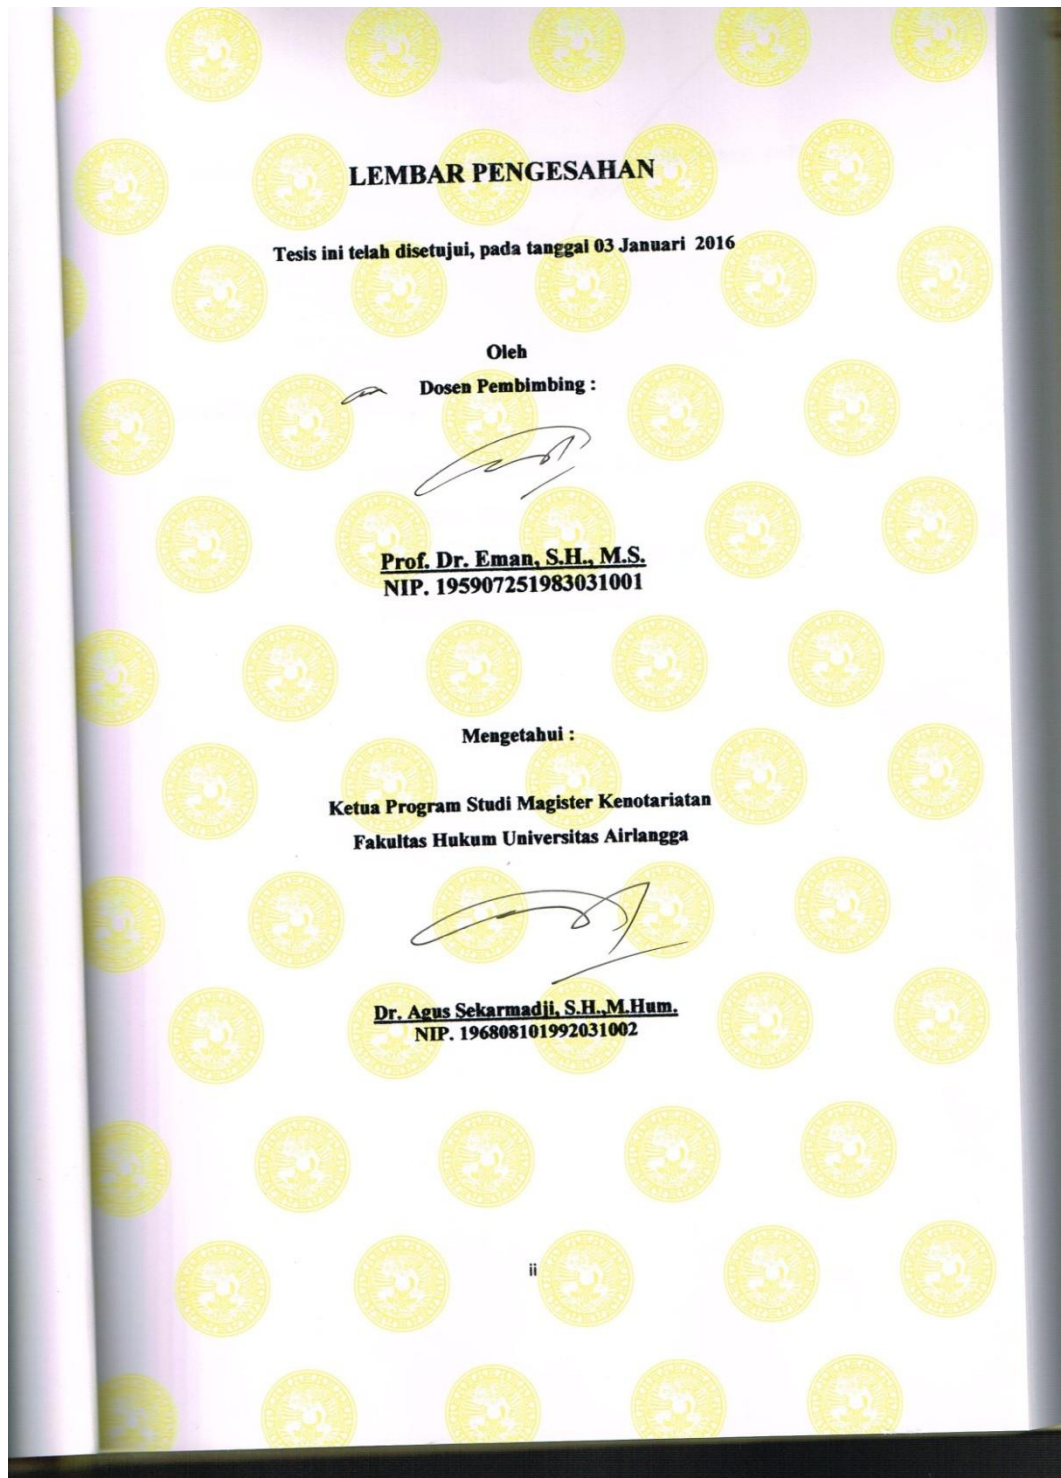 LEMBAR PENGESAHAN
Tesis ini telah disetujui, pada tanggal 03 Januari 2016
Oleh
Dosen Pembimbing :
Prof. Dr. Eman, S.H., M.S.
NIP. 195907251983031001
Mengetahui :
Ketua Program Studi Magister Kenotariatan
Fakultas Hukum Universitas Airlangga
Dr. Agus Sekarmadji, S.H.,M.Hum.
NIP. 196808101992031002
ii